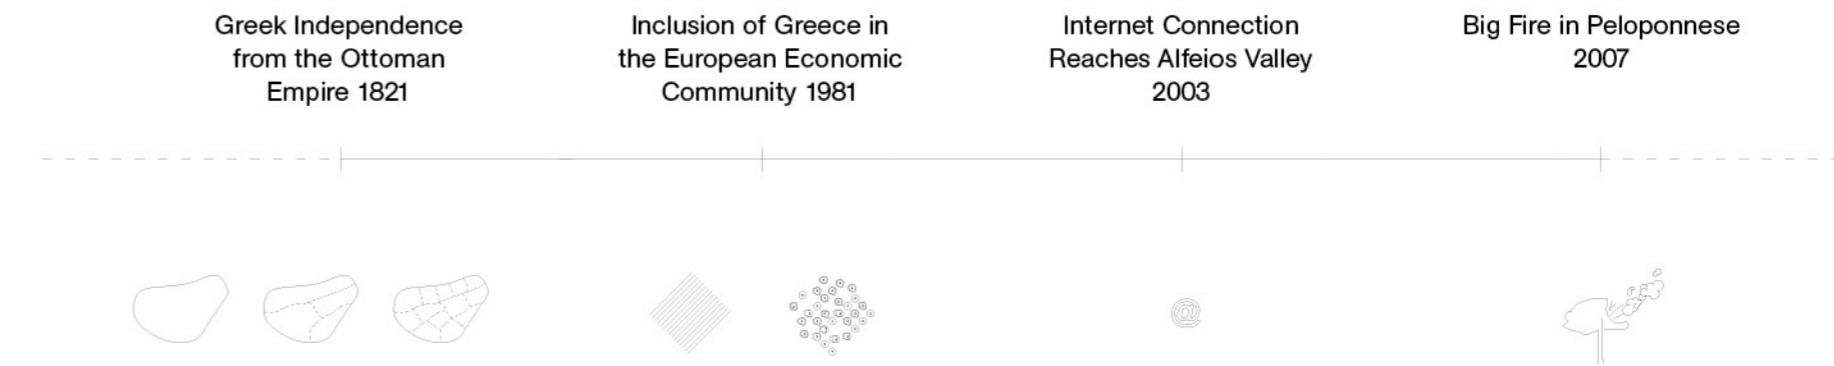 Greek Independence
from the Ottoman
Empire 1821
Inclusion of Greece in
the European Economic
Community 1981
Internet Connection
Reaches Alfeios Valley
2003
Big Fire in Peloponnese
2007
@